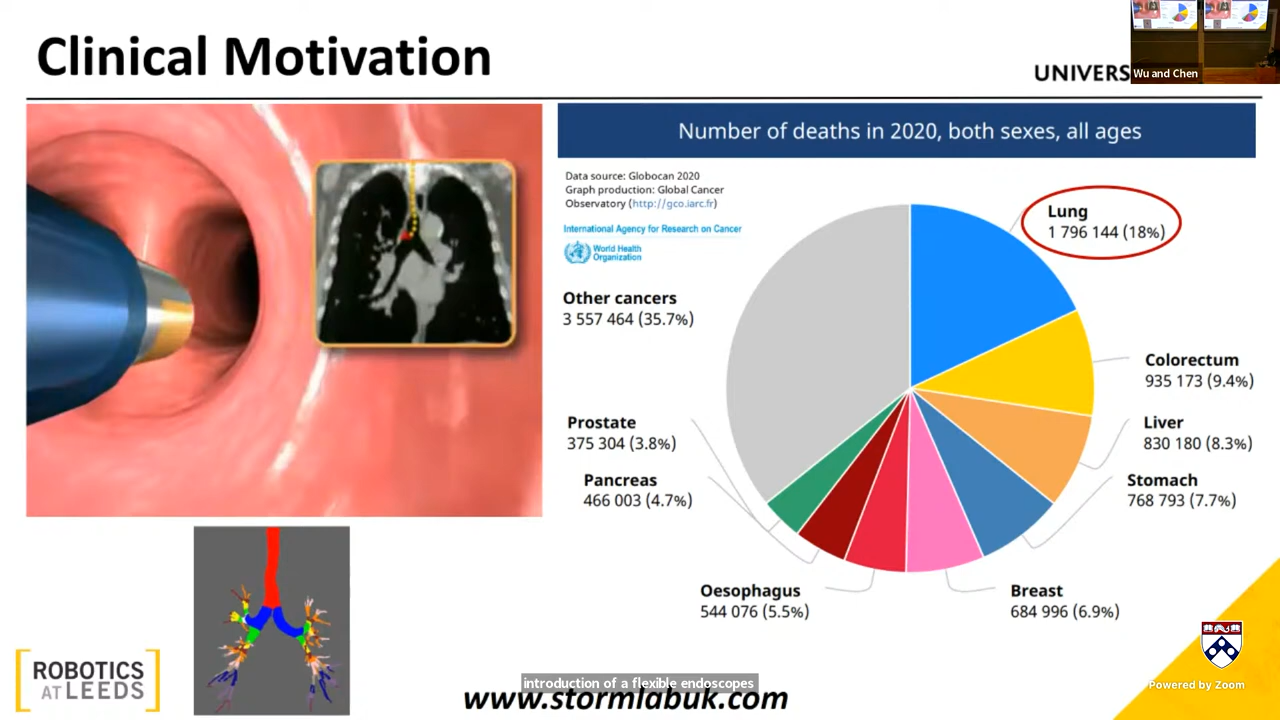 Clinical Motivation
UNIVERS
Wu and Chen
Number of deaths in 2020, both sexes, all ages
Data source: Globocan 2020
Graph production: Global Cancer
Observatory (http://gco.iarc.fr)
International Agency for Research on Cancer
World Health
Organization
Lung
1 796 144 (18%)
Other cancers
3 557 464 (35.7%)
Colorectum
935 173 (9.4%)
Prostate
375 304 (3.8%)
Liver
830 180 (8.3%)
Pancreas
466 003 (4.7%)
Stomach
768 793 (7.7%)
Oesophagus
544 076 (5.5%)
Breast
684 996 (6.9%)
ROBOTICS
AT LEEDS
introduction of a flexible endoscopes
www.stormlabuk.com
Powered by Zoom